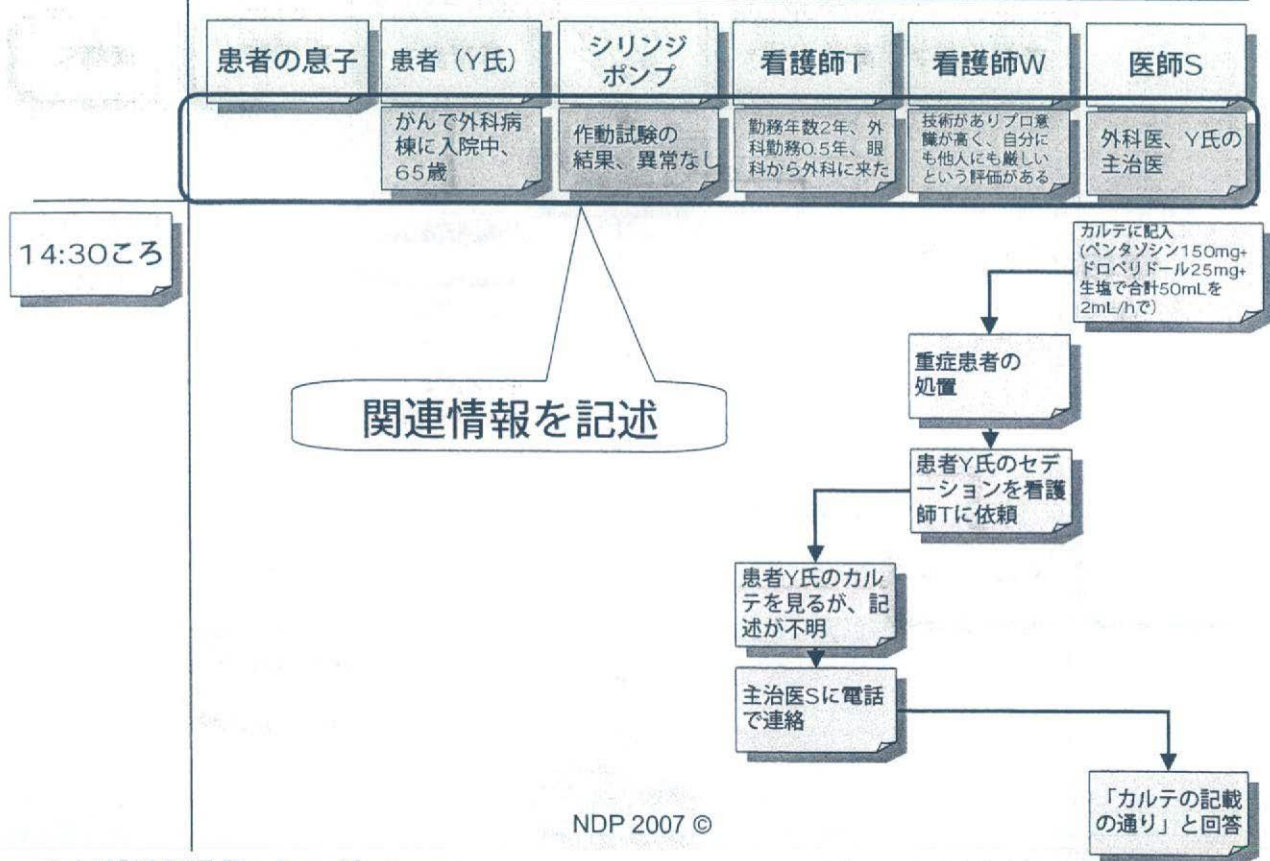 患者の息子
患者（Y氏）
シリンジ
ポンプ
看護師T
看護師W
医師S
がんで外科病
棟に入院中、
65歳
作動試験の
結果、異常なし
勤務年数2年、外
科勤務0.5年、眼
科から外科に来た
技術がありプロ意
識が高く、自分に
も他人にも厳しい
という評価がある
外科医、Y氏の
主治医
14:30ころ
カルテに記入
(ペンタゾシン150mg+
ドロペリドール25mg+
生塩で合計50mLを
2mL/hで)
重症患者の
処置
関連情報を記述
患者Y氏のセデ
ーションを看護
師Tに依頼
患者Y氏のカル
テを見るが、記
述が不明
主治医Sに電話
で連絡
「カルテの記載
の通り」と回答
NDP 2007 ©